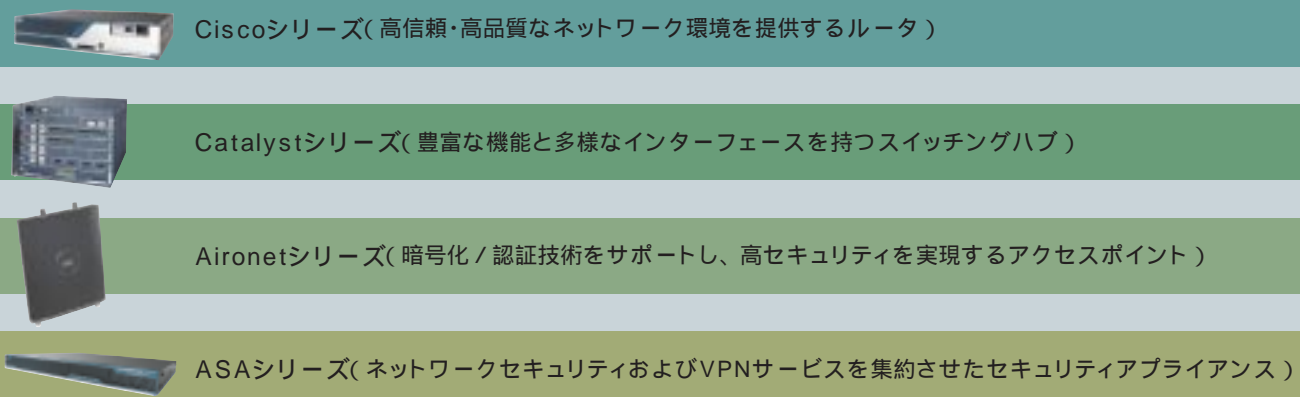 Ciscoシリーズ(高信頼・高品質なネットワーク環境を提供するルータ)
Catalystシリーズ(豊富な機能と多様なインターフェースを持つスイッチングハブ)
Aironetシリーズ(暗号化/認証技術をサポートし、高セキュリティを実現するアクセスポイント)
ASAシリーズ(ネットワークセキュリティおよびVPNサービスを集約させたセキュリティアプライアンス)